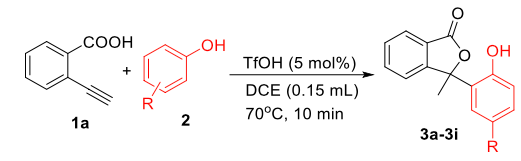 COOH
1a
+
OH
R
2
TfOH (5 mol%)
DCE (0.15 mL)
70°C, 10 min
O
O
OH
R
3a-3i